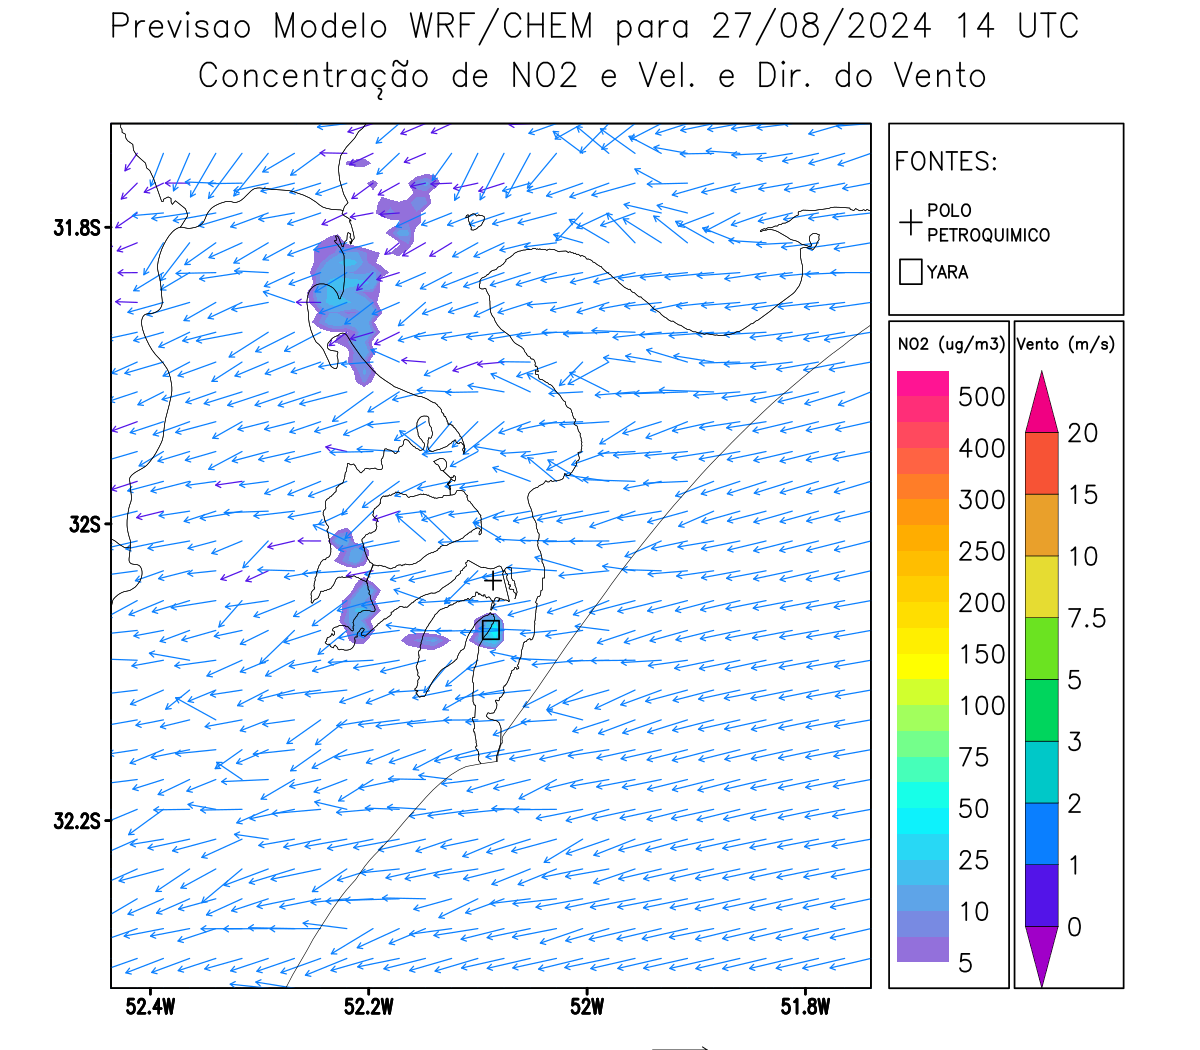 Previsao Modelo WRF/CHEM para 27/08/2024 14 UTC
Concentração de NO2 e Vel. e Dir. do Vento
FONTES:
POLO
PETROQUIMICO
YARA
NO2 (ug/m3)
500
400
300
250
200
150
100
75
50
25
10
5
Vento (m/s)
20
15
10
7.5
5
3
2
1
0
31.8S
32S
32.2S
52.4W
52.2W
52W
51.8W